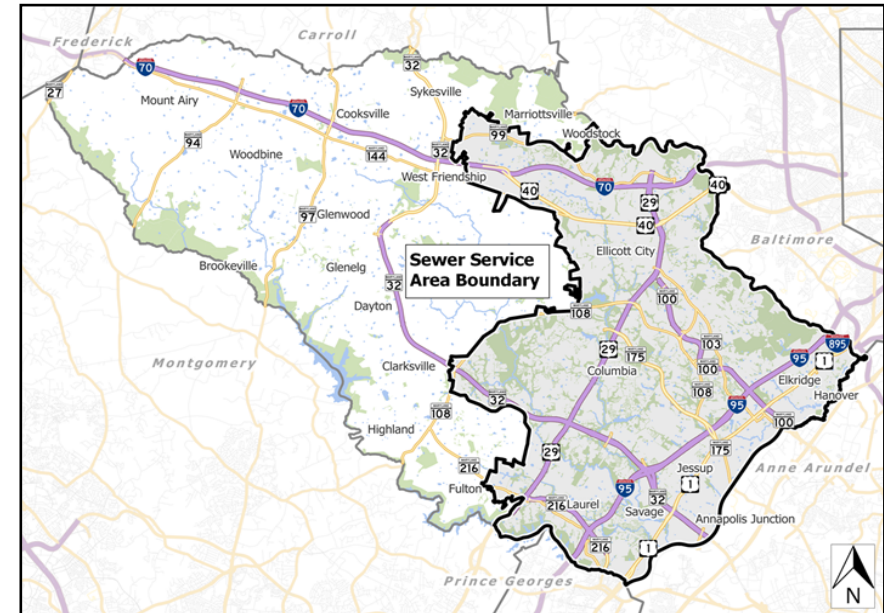 Frederick
Carroll
70
27
Mount Airy
32
Sykesville
70
Cooksville
Marriottsville
99
Woodstock
94
Woodbine
144
32
West Friendship
40
70
40
29
97
Glenwood
40
Ellicott City
Baltimore
Sewer Service
Area Boundary
Brookeville
Glenelg
32
Dayton
108
100
29
175
103
95
895
1
Montgomery
Clarksville
Columbia
100
Elkridge
32
108
95
Hanover
108
100
Highland
29
175
216
Jessup
Anne Arundel
Fulton
95
1
32
216
Laurel
Savage
Annapolis Junction
216
1
Prince Georges
N